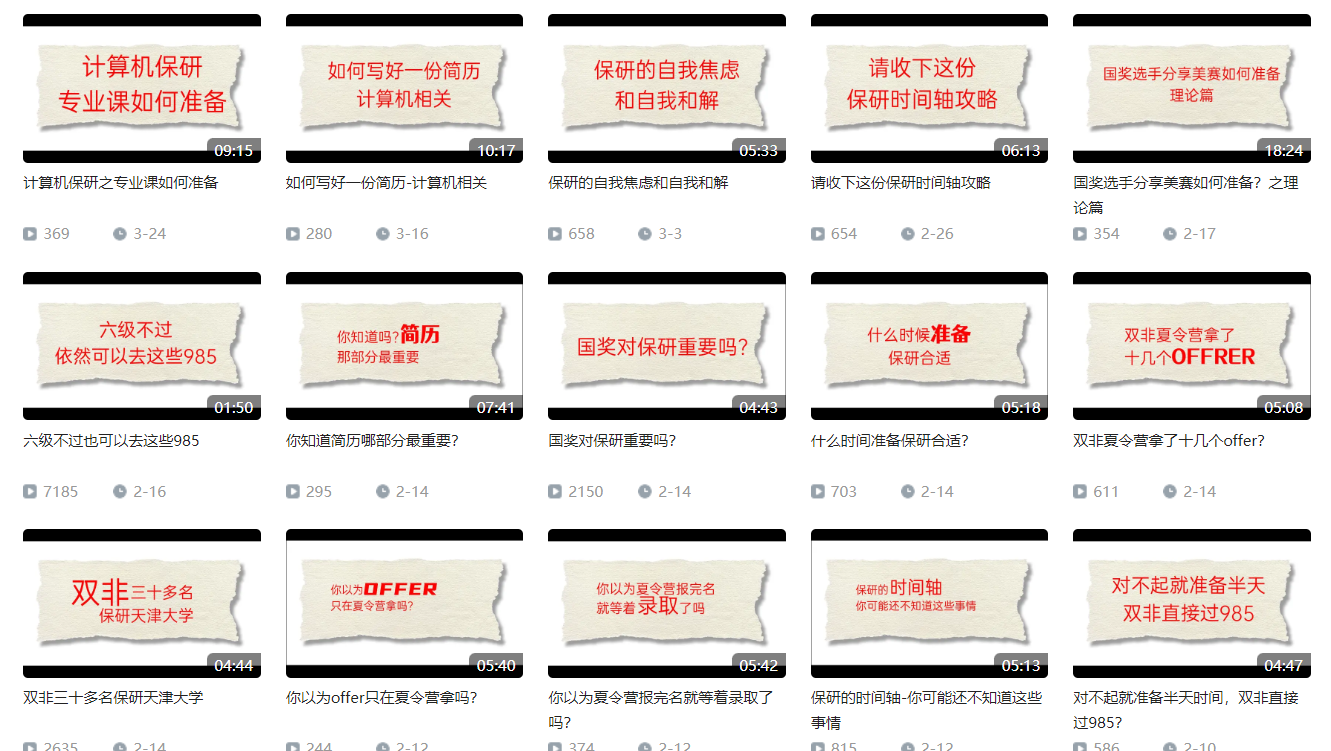 计算机保研
专业课如何准备
09:15
计算机保研之专业课如何准备
369
3-24
如何写好一份简历
计算机相关
10:17
如何写好一份简历-计算机相关
280
3-16
保研的自我焦虑
和自我和解
05:33
保研的自我焦虑和自我和解
658
3-3
请收下这份
保研时间轴攻略
06:13
请收下这份保研时间轴攻略
654
2-26
国奖选手分享美赛如何准备
理论篇
18:24
国奖选手分享美赛如何准备？之理
论篇
354
2-17
六级不过
依然可以去这些985
01:50
六级不过也可以去这些985
7185
2-16
你知道吗?简历
那部分最重要
07:41
你知道简历哪部分最重要？
295
2-14
国奖对保研重要吗?
04:43
国奖对保研重要吗？
2150
2-14
什么时候准备
保研合适
05:18
什么时间准备保研合适？
703
2-14
双非夏令营拿了
十几个OFFRER
05:08
双非夏令营拿了十几个offer？
611
2-14
双非三十多名
保研天津大学
04:44
双非三十多名保研天津大学
2635
2-14
你以为OFFER
只在夏令营拿吗?
05:40
你以为offer只在夏令营拿吗？
244
2-12
你以为夏令营报完名
就等着录取了吗
05:42
你以为夏令营报完名就等着录取了
吗？
374
2-12
保研的时间轴
你可能还不知道这些事情
05:13
保研的时间轴-你可能还不知道这些
事情
815
2-12
对不起就准备半天
双非直接过985
04:47
对不起就准备半天时间，双非直接
过985？
586
2-10